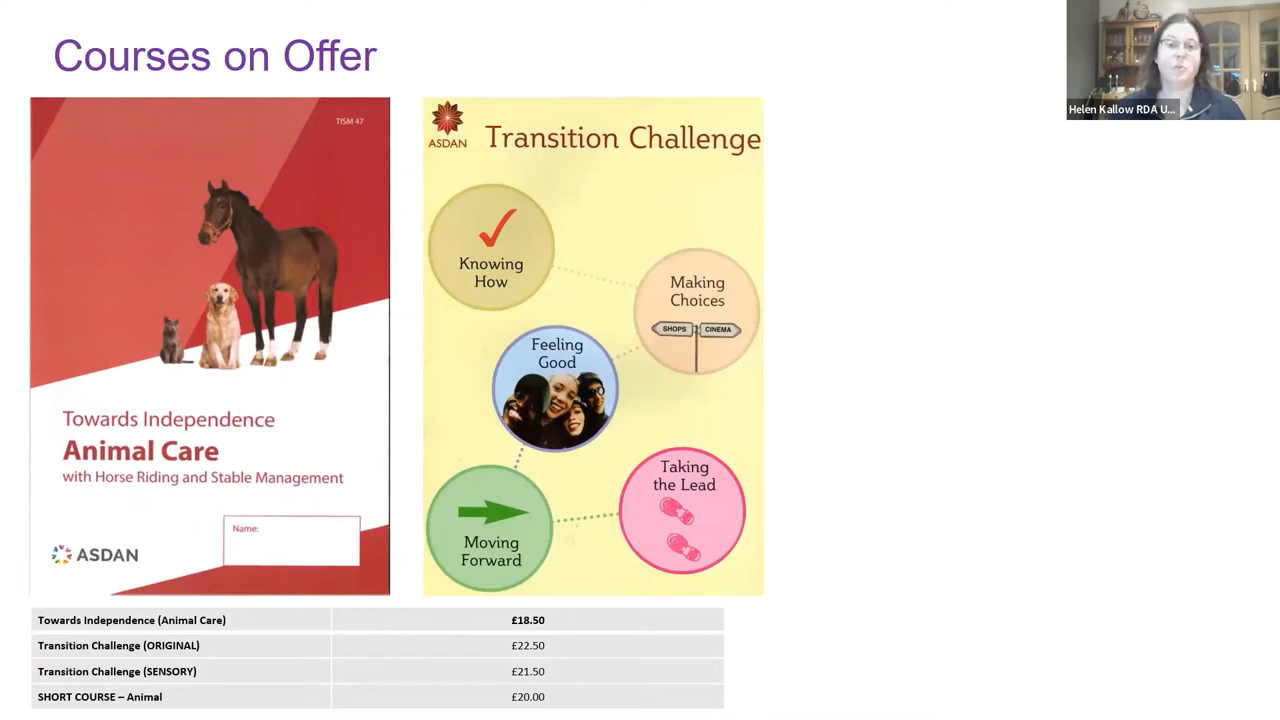 Courses on Offer
Helen Kallow RDA U...
TISM 47
Towards Independence
Animal Care
with Horse Riding and Stable Management
Name:
ASDAN
ASDAN
Transition Challenge
Knowing
How
Making
Choices
SHOPS
CINEMA
Feeling
Good
Taking
the Lead
Moving
Forward
Towards Independence (Animal Care) £18.50
Transition Challenge (ORIGINAL) £22.50
Transition Challenge (SENSORY) £21.50
SHORT COURSE – Animal £20.00